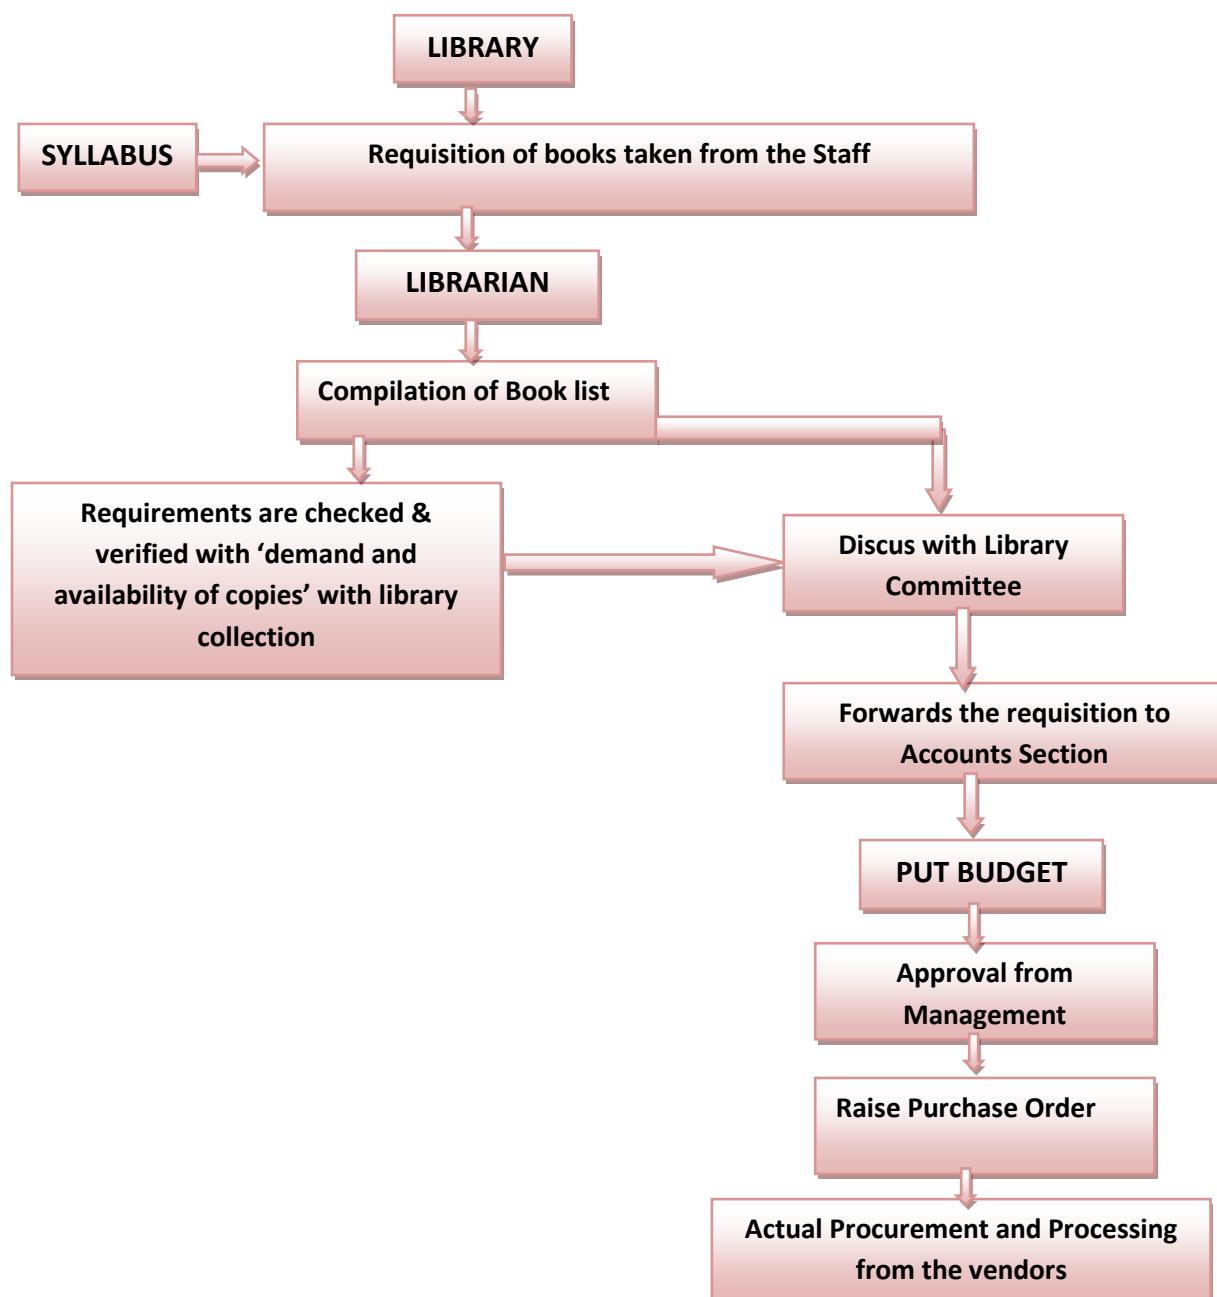 LIBRARY
SYLLABUS
Requisition of books taken from the Staff
LIBRARIAN
Compilation of Book list
Requirements are checked &
verified with ‘demand and
availability of copies’ with library
collection
Discus with Library
Committee
Forwards the requisition to
Accounts Section
PUT BUDGET
Approval from
Management
Raise Purchase Order
Actual Procurement and Processing
from the vendors